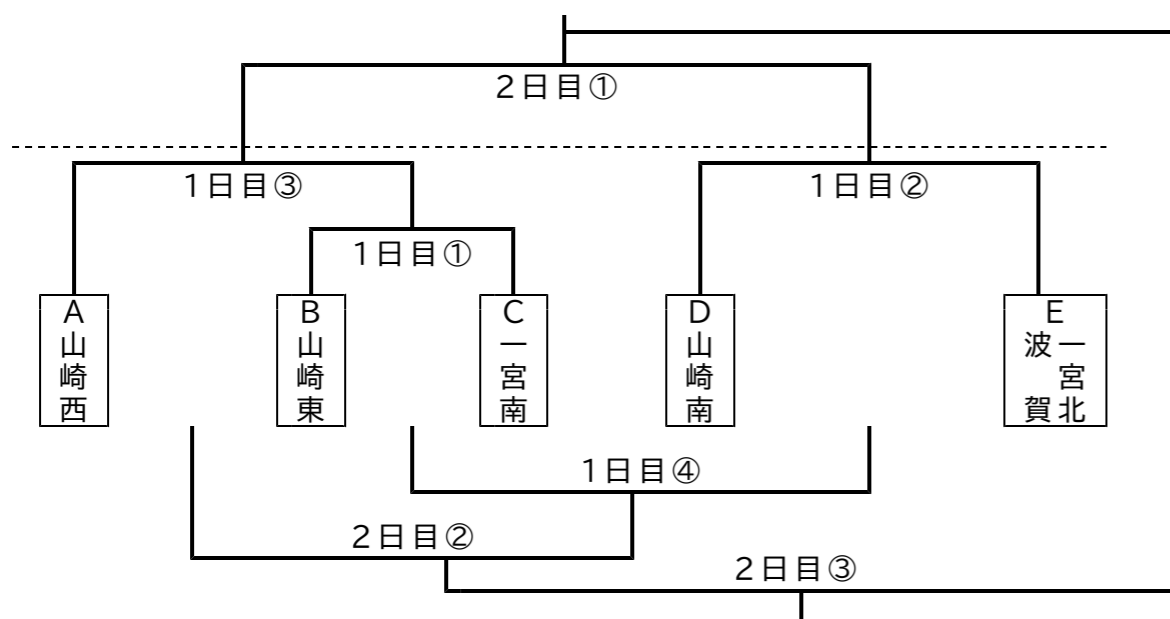 2日目①
1日目③
1日目②
1日目①
A
山崎西
B
山崎東
C
一宮南
D
山崎南
E
一宮北
波賀
1日目④
2日目②
2日目③